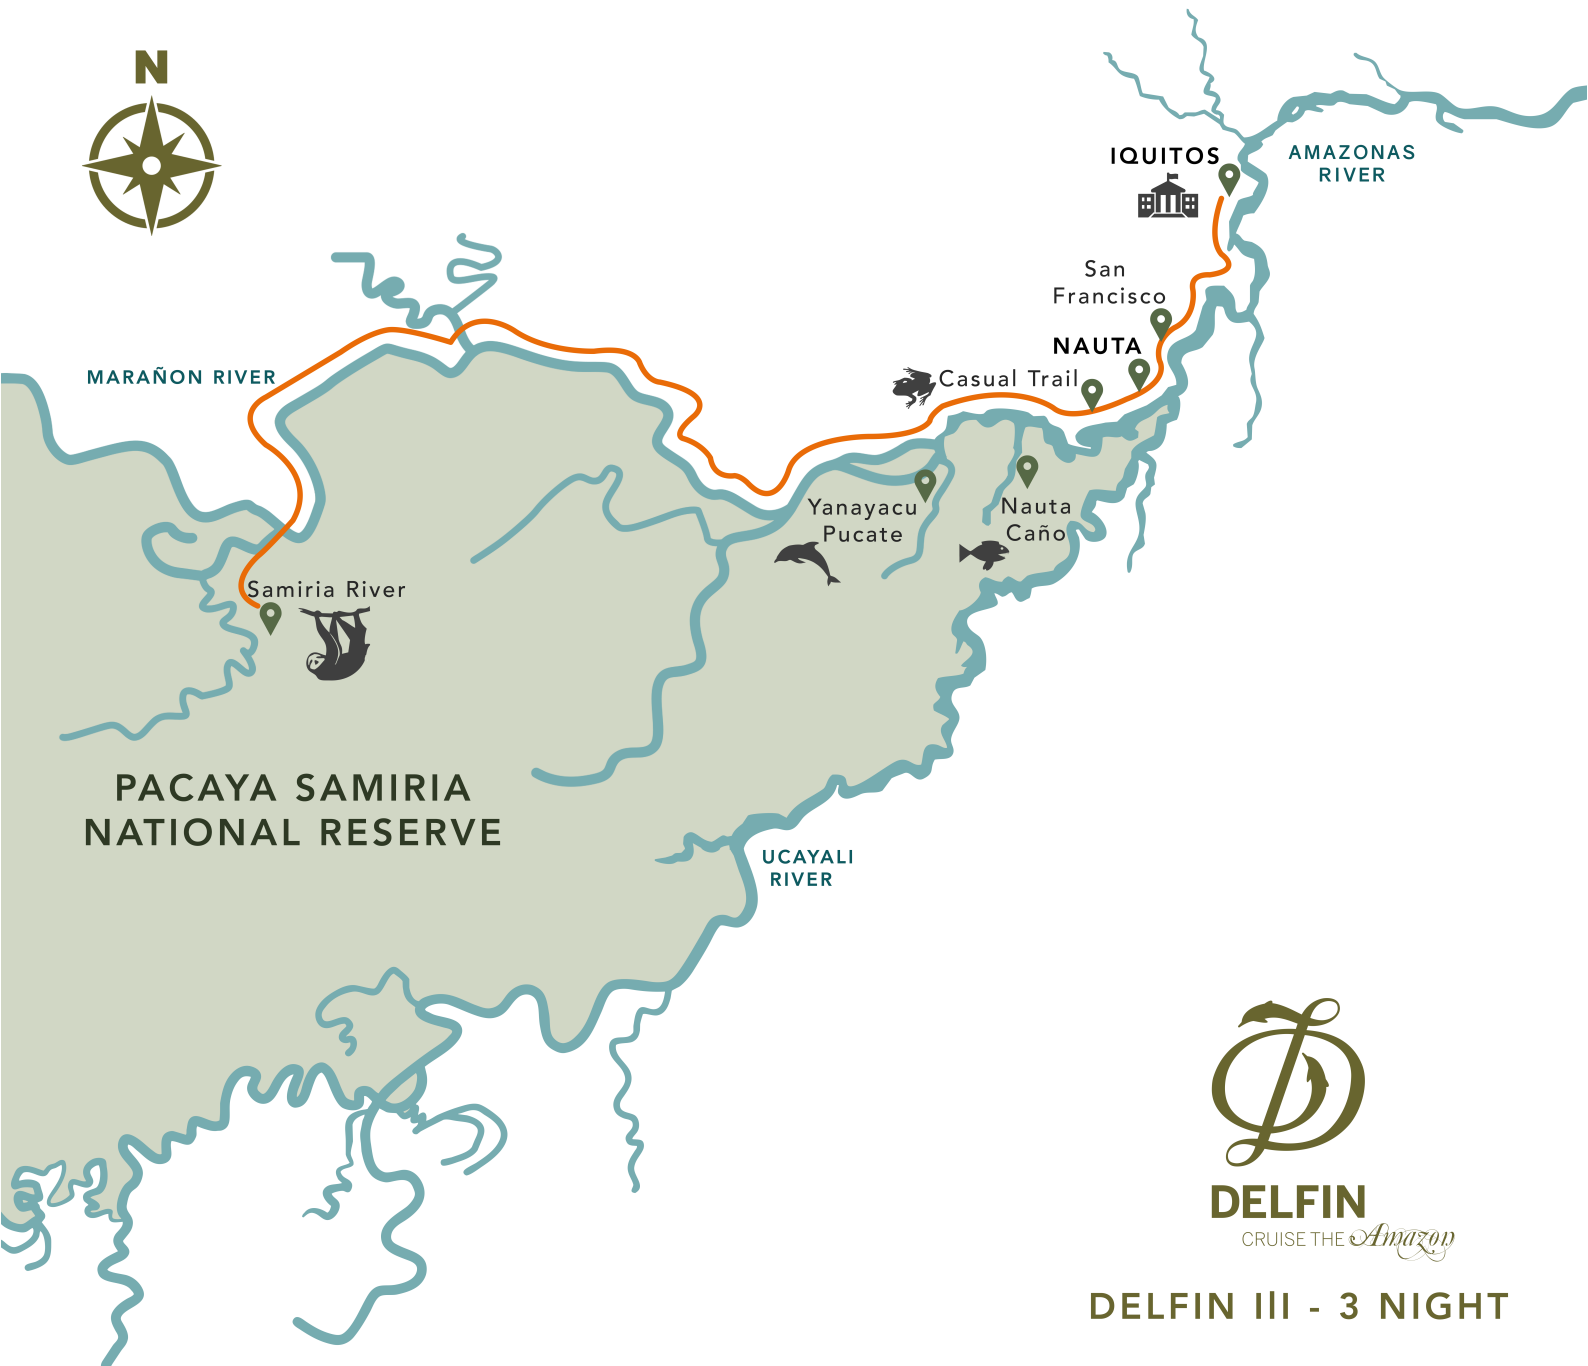 N
IQUITOS
AMAZONAS
RIVER
San
Francisco
NAUTA
Casual Trail
MARAÑON RIVER
Yanayacu
Pucate
Nauta
Caño
Samiria River
PACAYA SAMIRIA
NATIONAL RESERVE
UCAYALI
RIVER
DELFIN
CRUISE THE Amazon
DELFIN IlI - 3 NIGHT